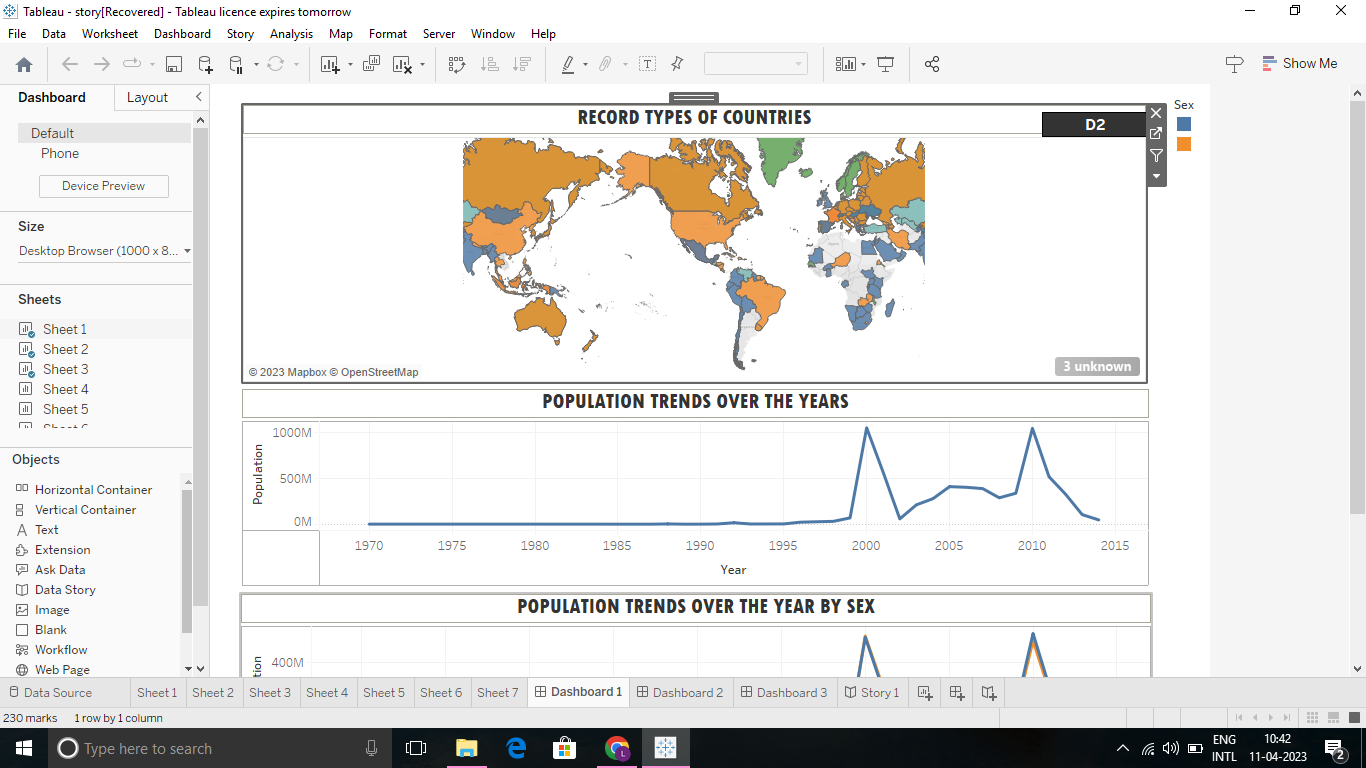 Tableau - story[Recovered] - Tableau licence expires tomorrow
File Data Worksheet Dashboard Story Analysis Map Format Server Window Help
Show Me
Dashboard Layout
Default
Phone
Device Preview
Size
Desktop Browser (1000 x 8...
Sheets
Sheet 1
Sheet 2
Sheet 3
Sheet 4
Sheet 5
Objects
Horizontal Container
Vertical Container
Text
Extension
Ask Data
Data Story
Image
Blank
Workflow
Web Page
RECORD TYPES OF COUNTRIES
D2
Sex
© 2023 Mapbox © OpenStreetMap
3 unknown
POPULATION TRENDS OVER THE YEARS
Population
1000M
500M
0M
1970 1975 1980 1985 1990 1995 2000 2005 2010 2015
Year
POPULATION TRENDS OVER THE YEAR BY SEX
400M
Data Source Sheet 1 Sheet 2 Sheet 3 Sheet 4 Sheet 5 Sheet 6 Sheet 7 Dashboard 1 Dashboard 2 Dashboard 3 Story 1
230 marks 1 row by 1 column
Type here to search
ENG
INTL
10:42
11-04-2023
2